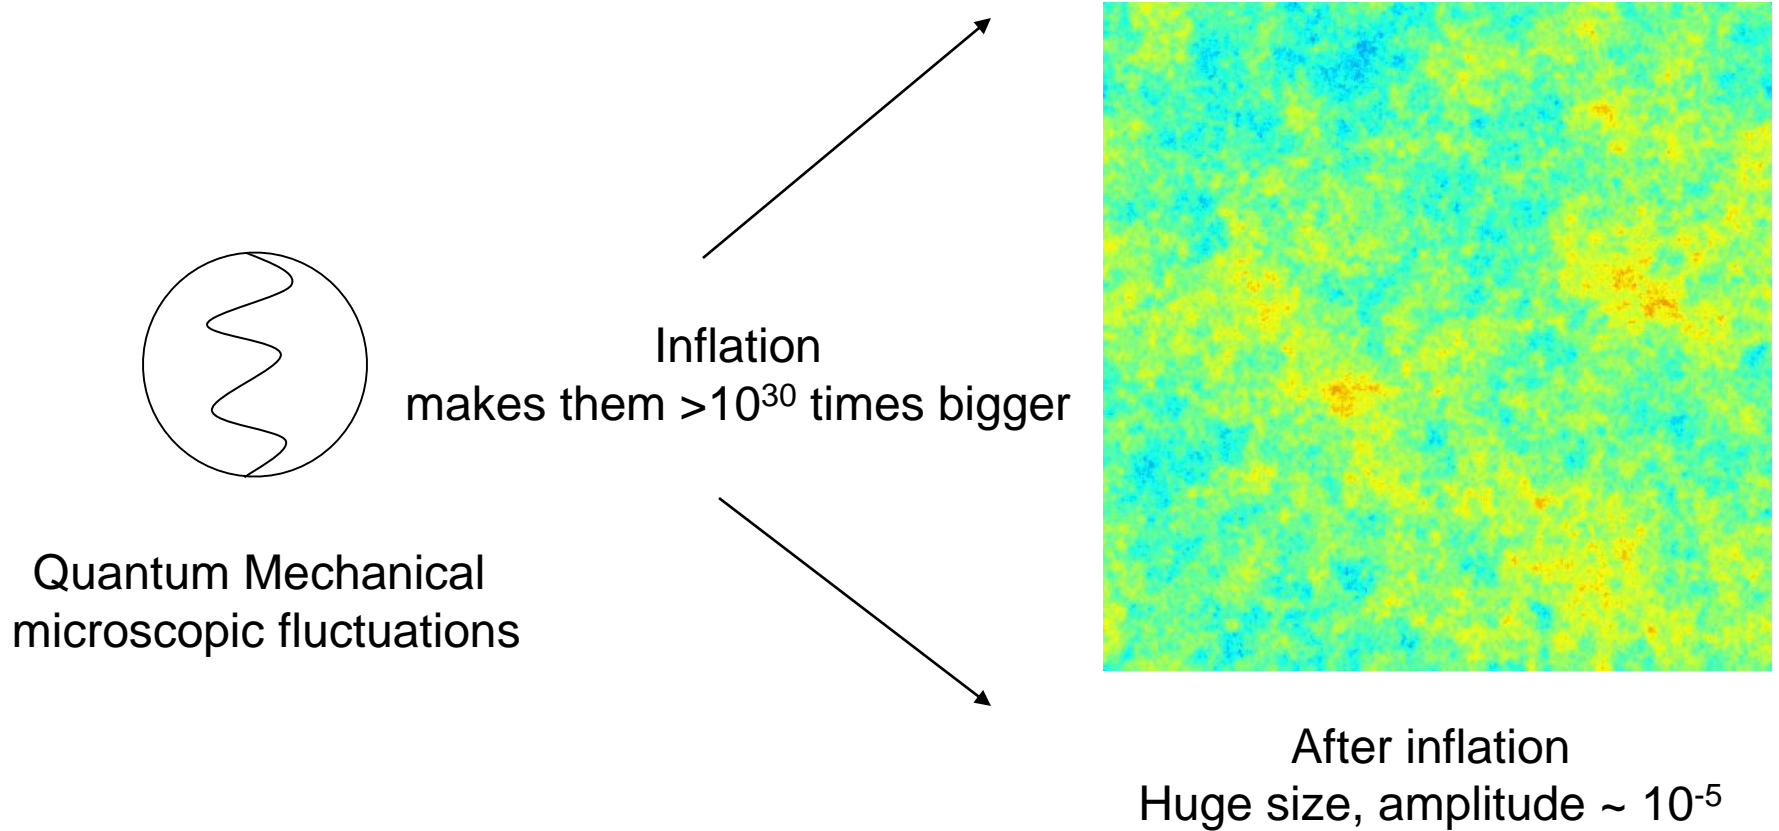 Inflation
makes them >10³⁰ times bigger
Quantum Mechanical
microscopic fluctuations
After inflation
Huge size, amplitude ~ 10⁻⁵